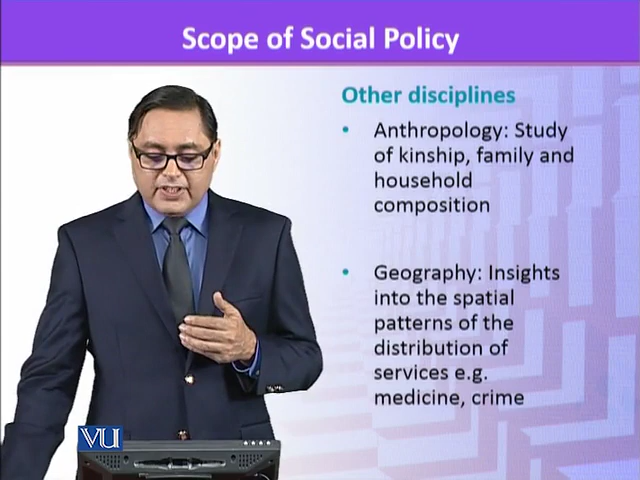 Scope of Social Policy
Other disciplines
• Anthropology: Study
of kinship, family and
household
composition
• Geography: Insights
into the spatial
patterns of the
distribution of
services e.g.
medicine, crime
VU